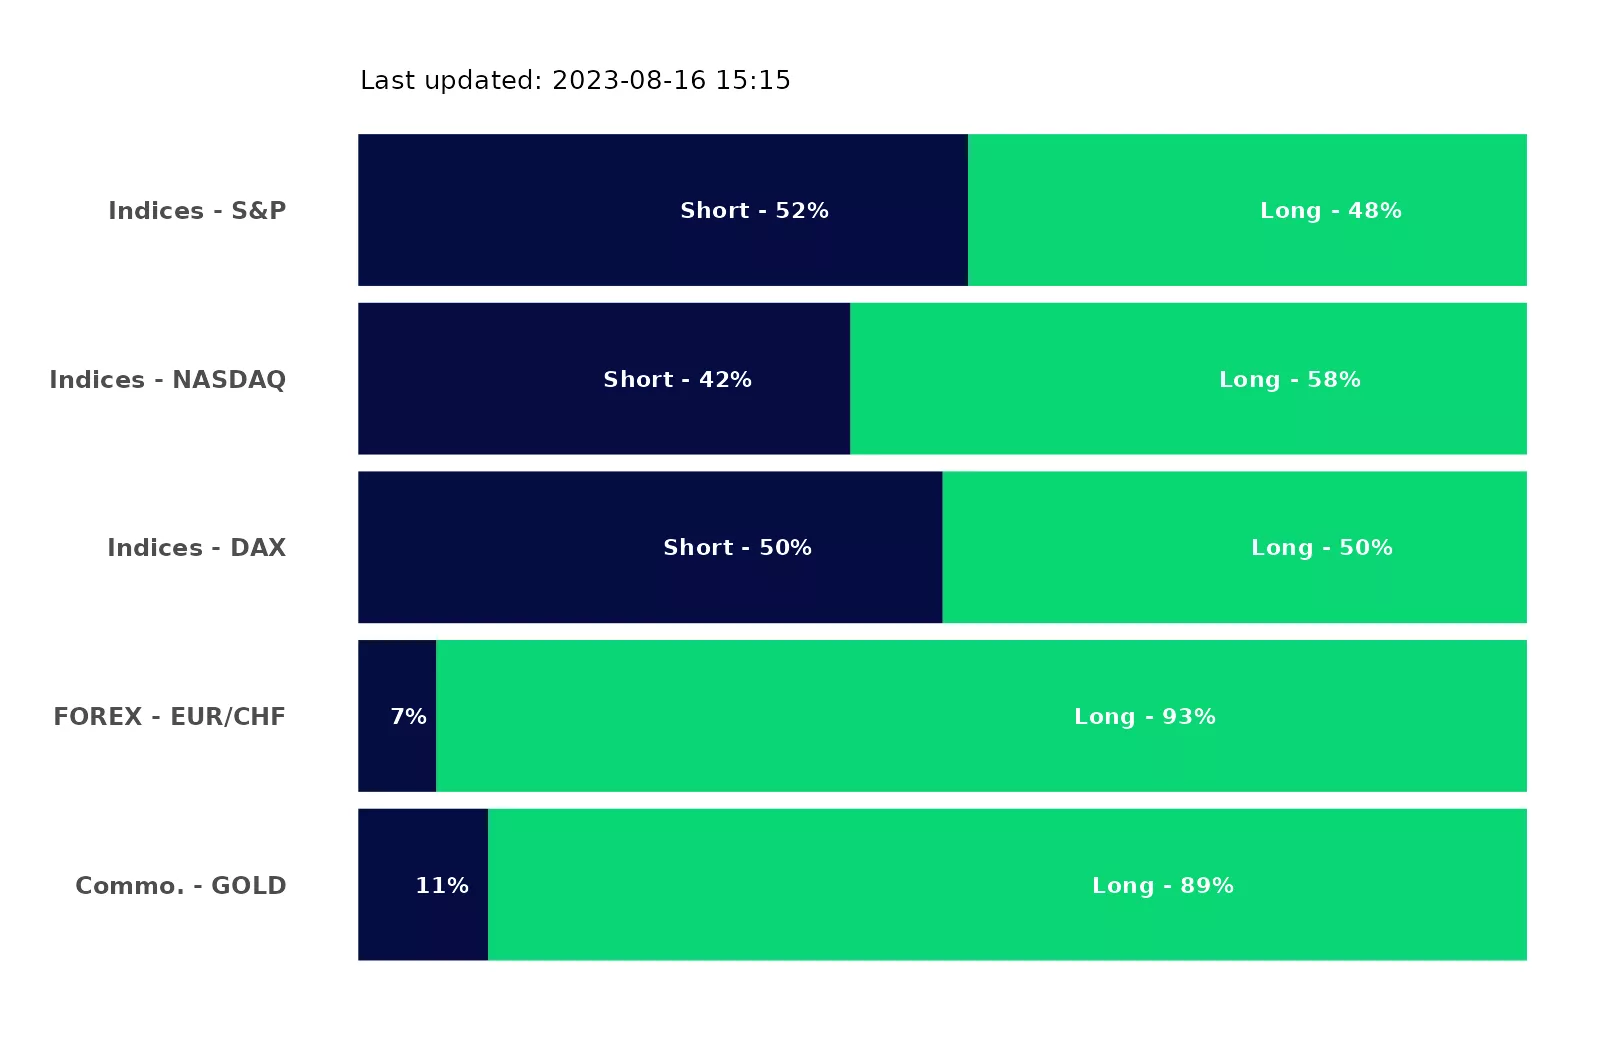 Last updated: 2023-08-16 15:15
Indices - S&P
Short - 52%
Long - 48%
Indices - NASDAQ
Short - 42%
Long - 58%
Indices - DAX
Short - 50%
Long - 50%
FOREX - EUR/CHF
7%
Long - 93%
Commo. - GOLD
11%
Long - 89%